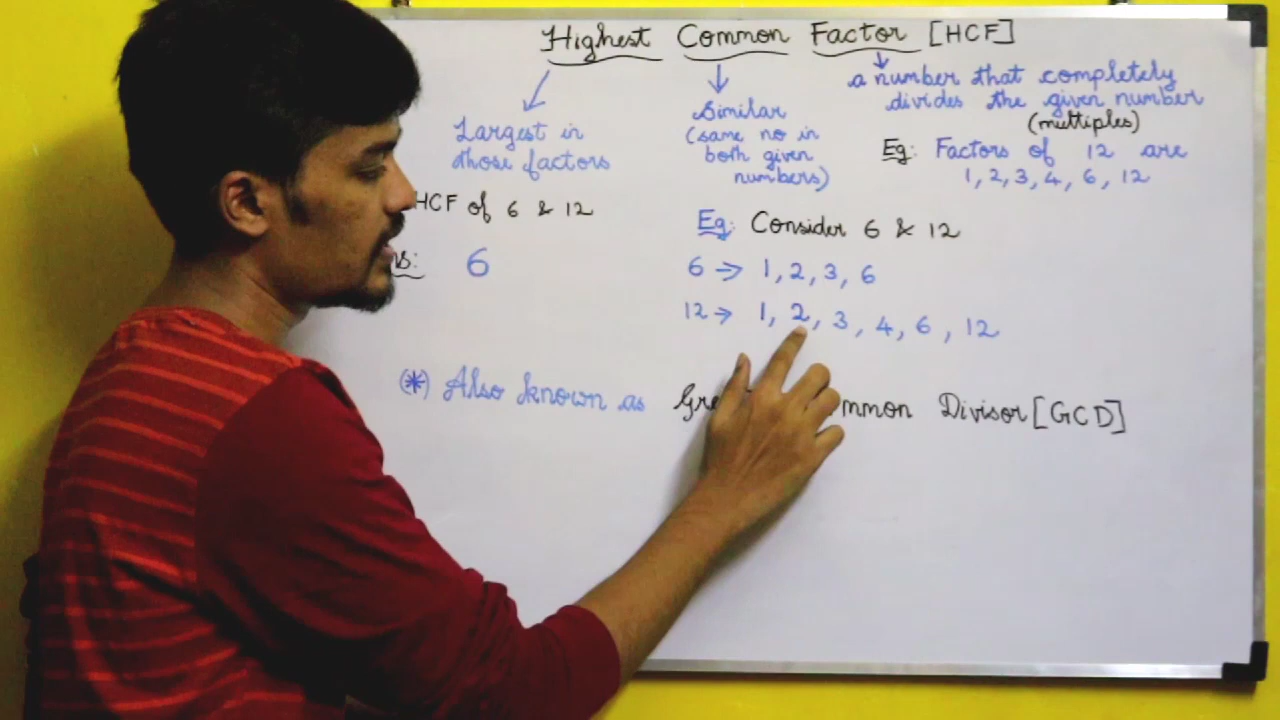 Highest Common Factor [HCF]
Largest in
those factors
Similar
(same no in
both given
numbers)
a number that completely
divides the given number
(multiples)
Eg: Factors of 12 are
1, 2, 3, 4, 6, 12
HCF of 6 & 12
6
Eg: Consider 6 & 12
6 → 1, 2, 3, 6
12 → 1, 2, 3, 4, 6, 12
(*) Also known as Divisor [GCD]